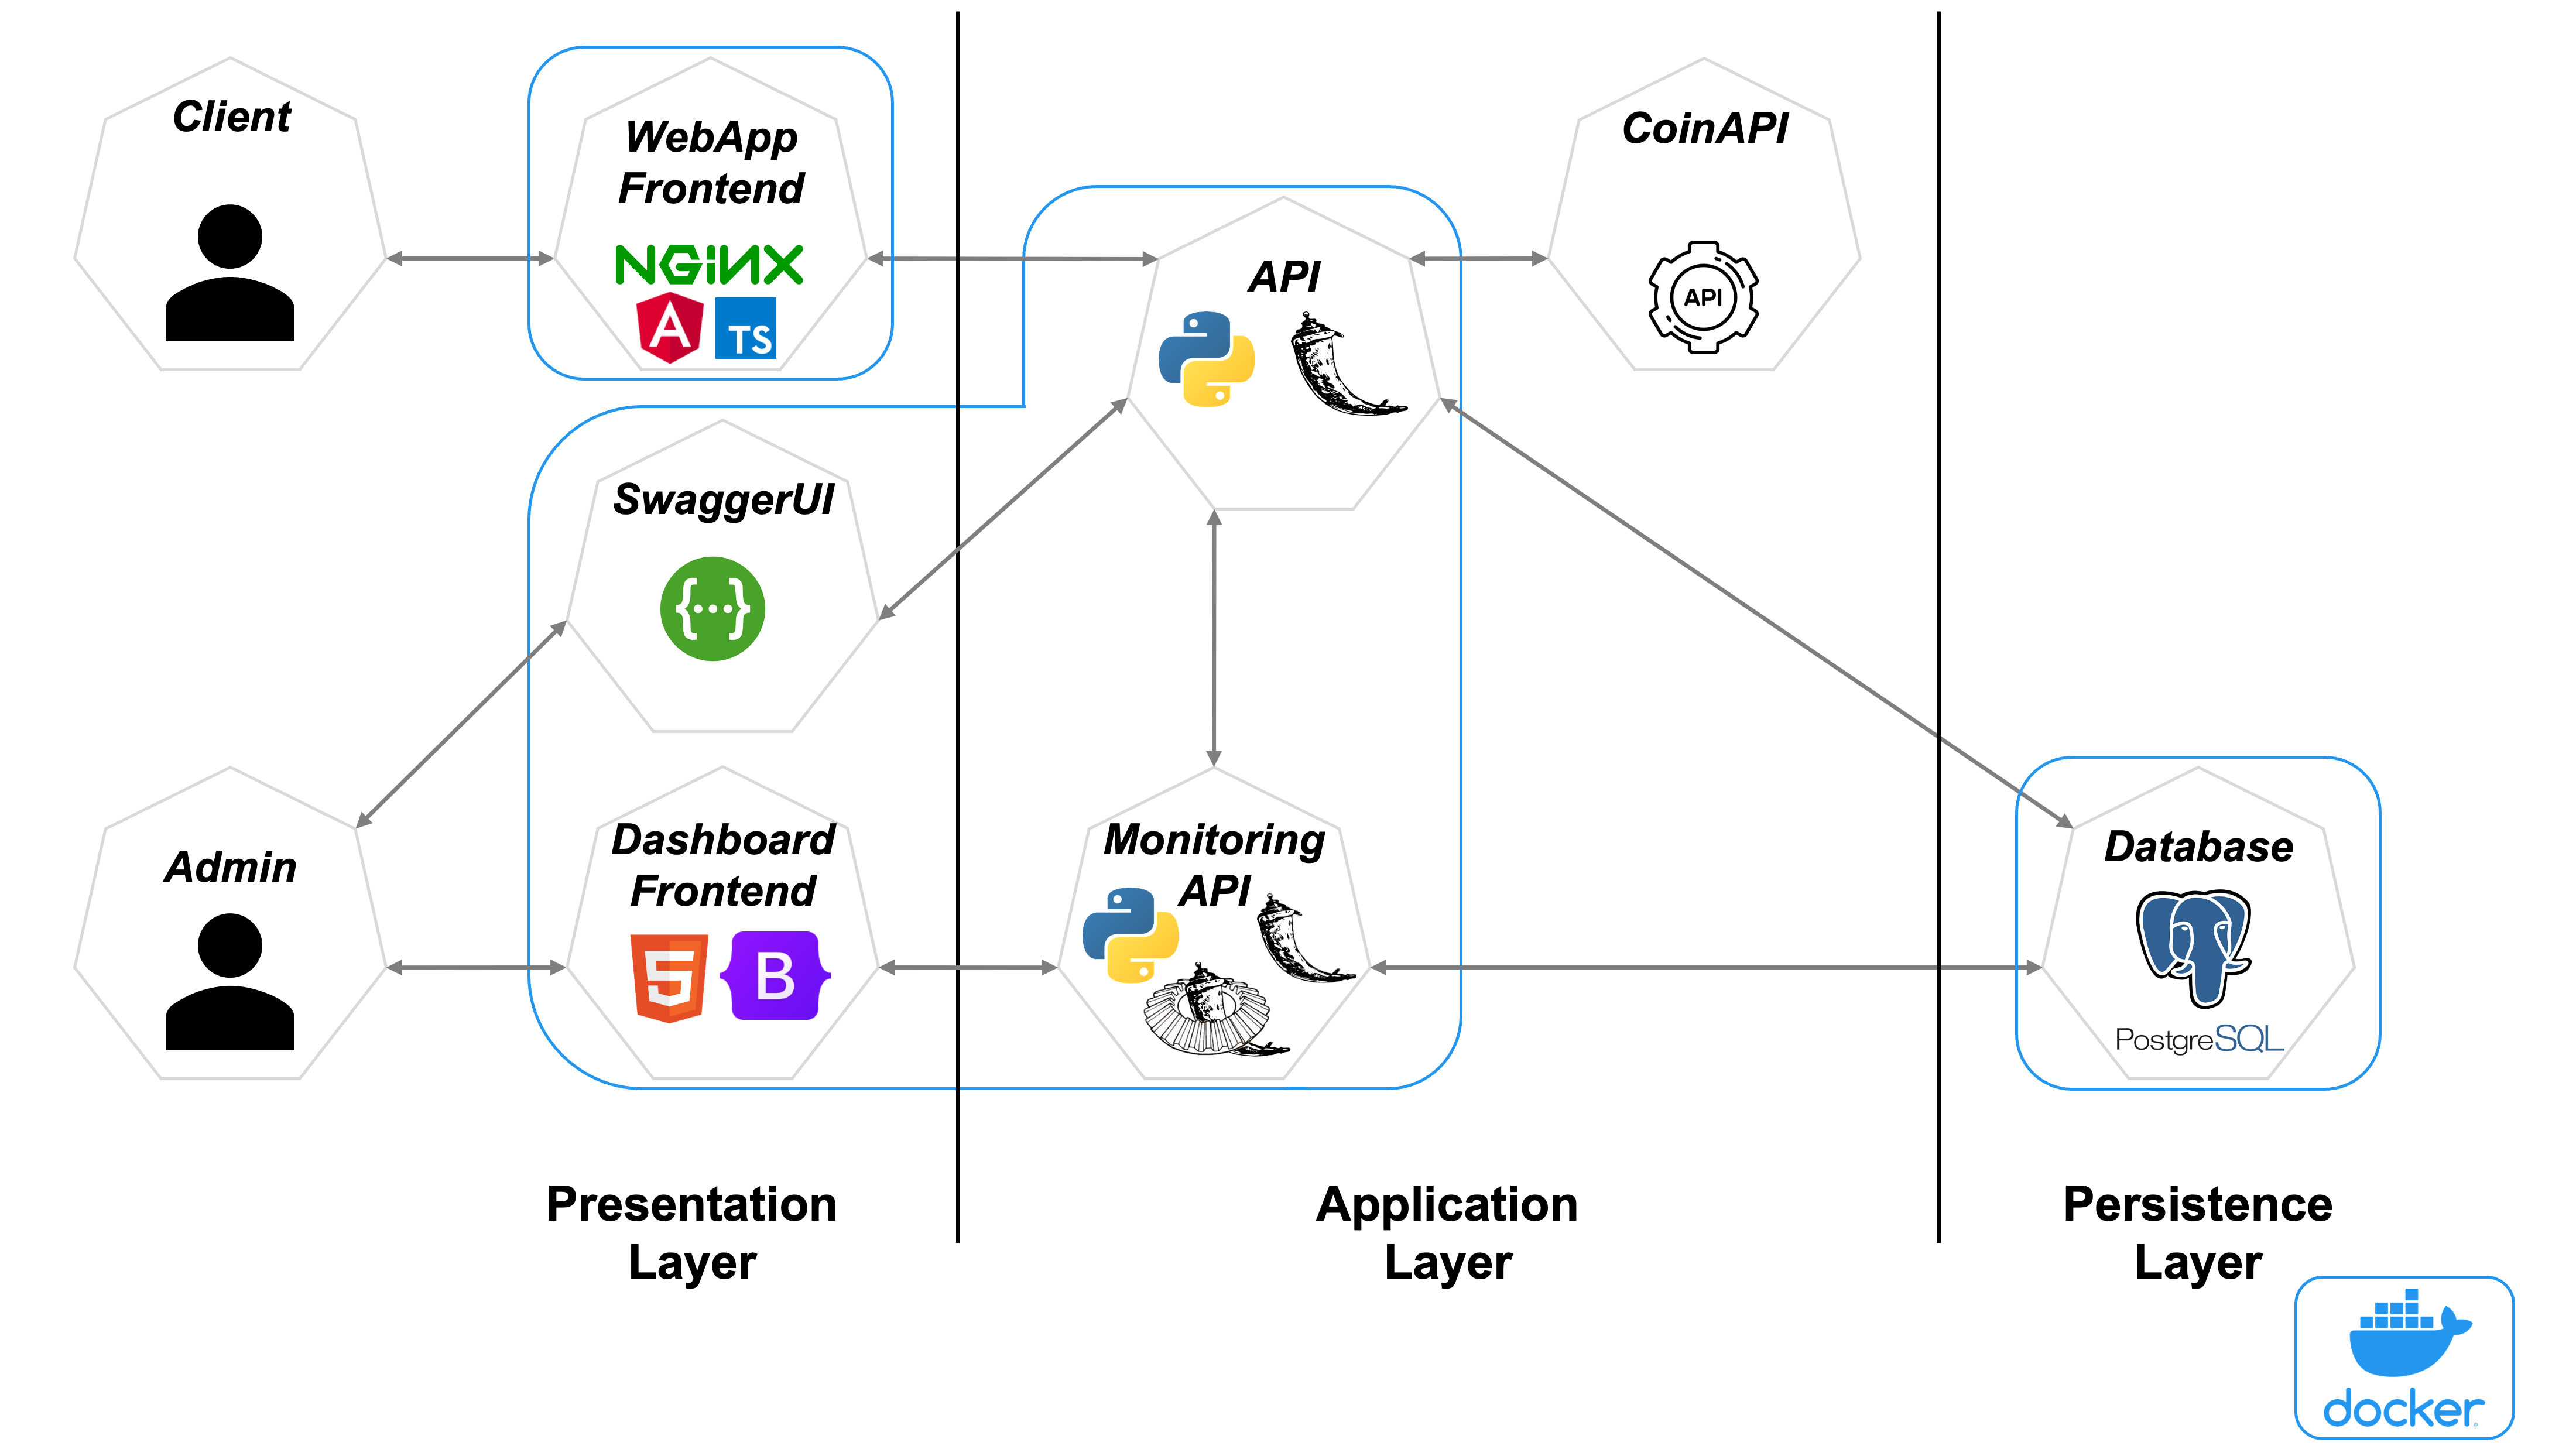 Client
WebApp
Frontend
NGINX
A
TS
API
CoinAPI
API
SwaggerUI
{...}
Admin
Dashboard
Frontend
5
B
Monitoring
API
Database
PostgreSQL
Presentation
Layer
Application
Layer
Persistence
Layer
docker